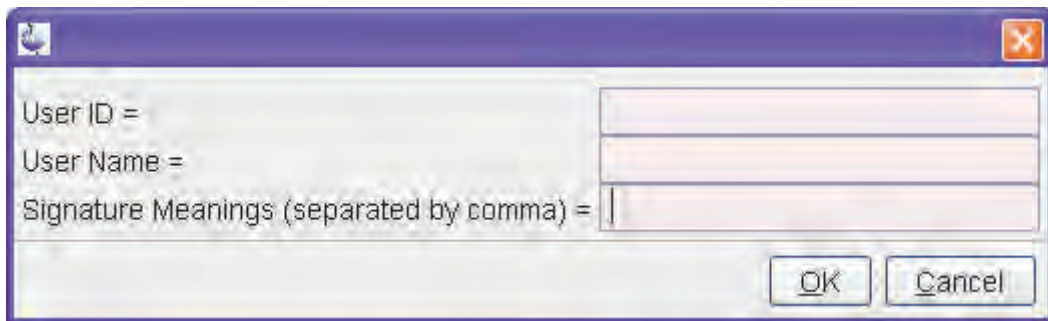 User ID =
User Name =
Signature Meanings (separated by comma) =
OK Cancel